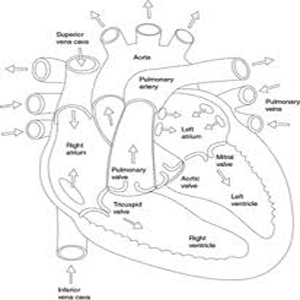 Superior
vena cava
Aorta
Pulmonary
artery
Pulmonary
veins
Left
atrium
Right
atrium
Mitral
valve
Pulmonary
valve
Aortic
valve
Tricuspid
valve
Left
ventricle
Right
ventricle
Inferior
vena cava